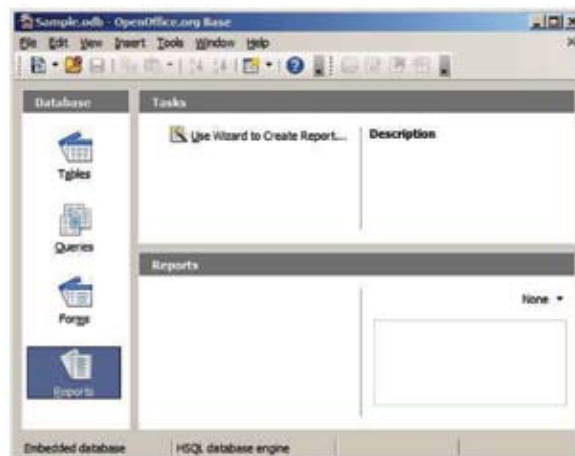 Sample.odb - OpenOffice.org Base
File Edit View Insert Tools Window Help
Database
Tasks
Use Wizard to Create Report...
Description
Tables
Queries
Forms
Reports
Reports
None
Embedded database
HSQL database engine